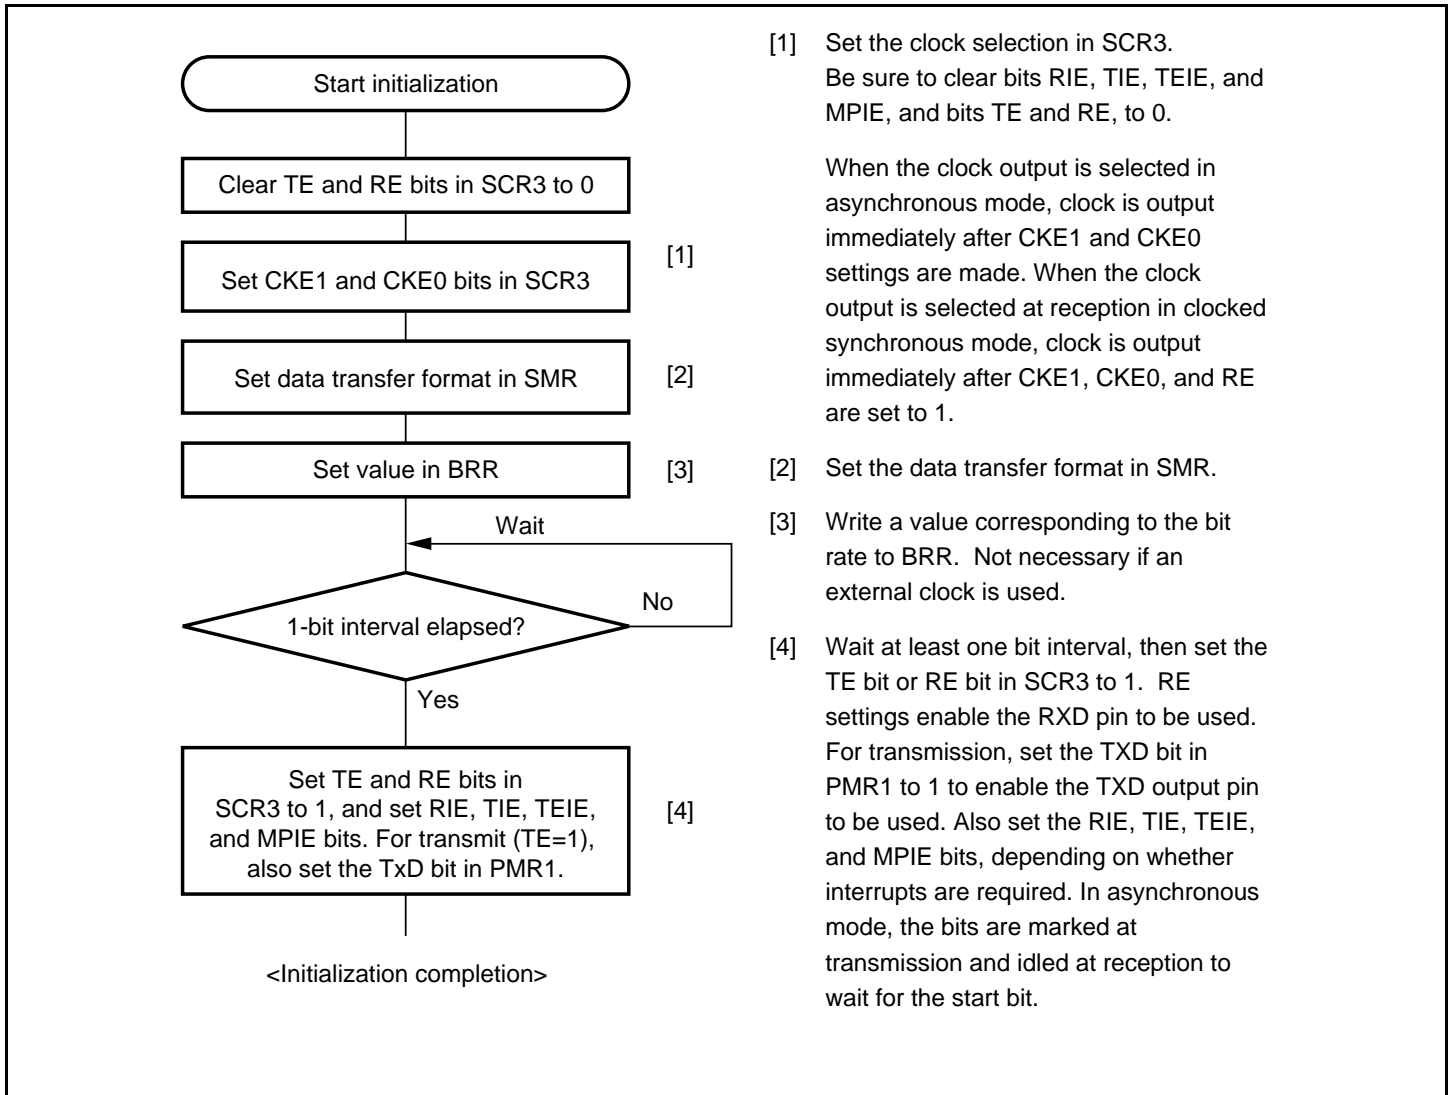 Start initialization
Clear TE and RE bits in SCR3 to 0
Set CKE1 and CKE0 bits in SCR3
[1]
Set data transfer format in SMR
[2]
Set value in BRR
[3]
Wait
1-bit interval elapsed?
No
Yes
Set TE and RE bits in
SCR3 to 1, and set RIE, TIE, TEIE,
and MPIE bits. For transmit (TE=1),
also set the TxD bit in PMR1.
[4]
<Initialization completion>
[1] Set the clock selection in SCR3.
Be sure to clear bits RIE, TIE, TEIE, and
MPIE, and bits TE and RE, to 0.
When the clock output is selected in
asynchronous mode, clock is output
immediately after CKE1 and CKE0
settings are made. When the clock
output is selected at reception in clocked
synchronous mode, clock is output
immediately after CKE1, CKE0, and RE
are set to 1.
[2] Set the data transfer format in SMR.
[3] Write a value corresponding to the bit
rate to BRR. Not necessary if an
external clock is used.
[4] Wait at least one bit interval, then set the
TE bit or RE bit in SCR3 to 1. RE
settings enable the RXD pin to be used.
For transmission, set the TXD bit in
PMR1 to 1 to enable the TXD output pin
to be used. Also set the RIE, TIE, TEIE,
and MPIE bits, depending on whether
interrupts are required. In asynchronous
mode, the bits are marked at
transmission and idled at reception to
wait for the start bit.